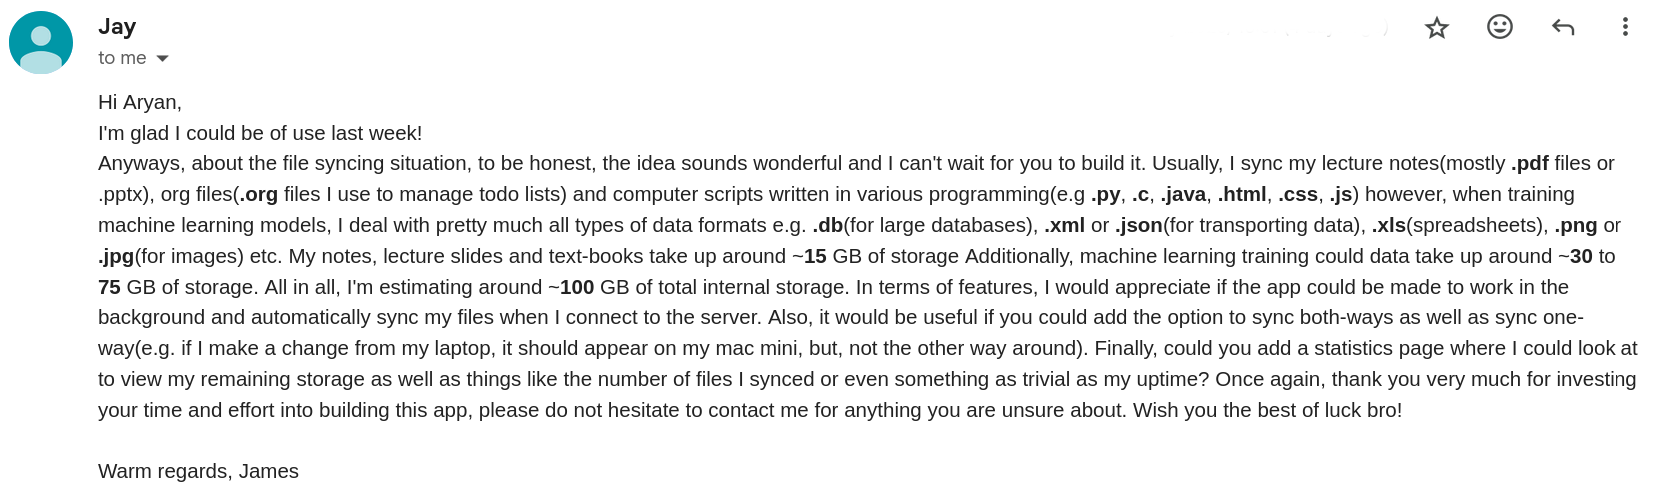 Jay
to me
Hi Aryan,
I'm glad I could be of use last week!
Anyways, about the file syncing situation, to be honest, the idea sounds wonderful and I can't wait for you to build it. Usually, I sync my lecture notes(mostly .pdf files or
.pptx), org files(.org files I use to manage todo lists) and computer scripts written in various programming(e.g .py, .c, .java, .html, .css, .js) however, when training
machine learning models, I deal with pretty much all types of data formats e.g. .db(for large databases), .xml or .json(for transporting data), .xls(spreadsheets), .png or
.jpg(for images) etc. My notes, lecture slides and text-books take up around ~15 GB of storage Additionally, machine learning training could data take up around ~30 to
75 GB of storage. All in all, I'm estimating around ~100 GB of total internal storage. In terms of features, I would appreciate if the app could be made to work in the
background and automatically sync my files when I connect to the server. Also, it would be useful if you could add the option to sync both-ways as well as sync one-
way(e.g. if I make a change from my laptop, it should appear on my mac mini, but, not the other way around). Finally, could you add a statistics page where I could look at
to view my remaining storage as well as things like the number of files I synced or even something as trivial as my uptime? Once again, thank you very much for investing
your time and effort into building this app, please do not hesitate to contact me for anything you are unsure about. Wish you the best of luck bro!
Warm regards, James